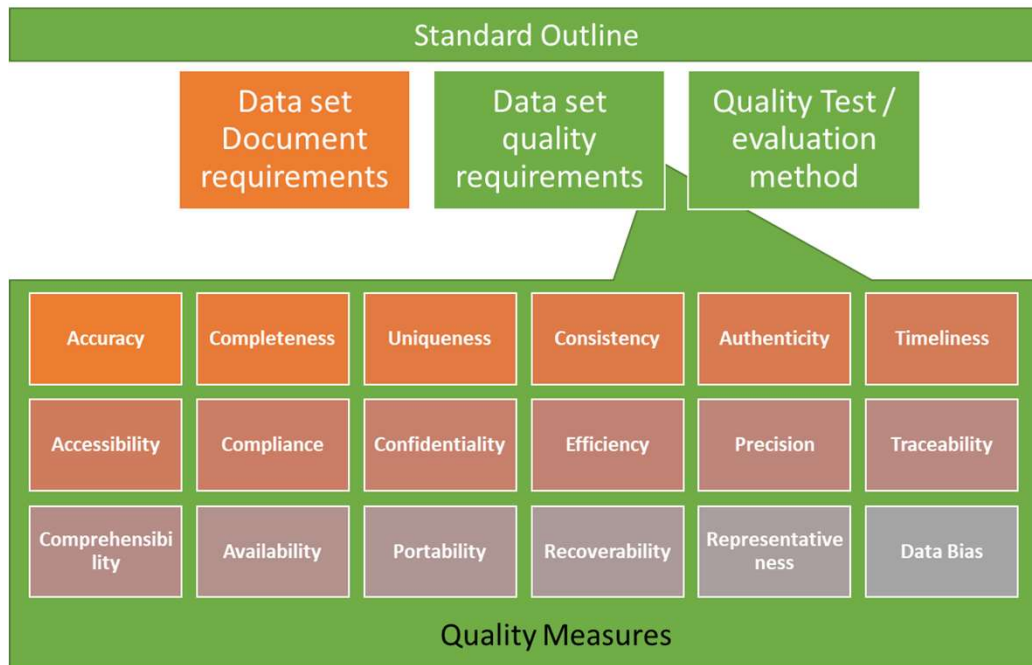 Standard Outline
Data set
Document
requirements
Data set
quality
requirements
Quality Test /
evaluation
method
Accuracy
Completeness
Uniqueness
Consistency
Authenticity
Timeliness
Accessibility
Compliance
Confidentiality
Efficiency
Precision
Traceability
Comprehensibi
lity
Availability
Portability
Recoverability
Representative
ness
Data Bias
Quality Measures